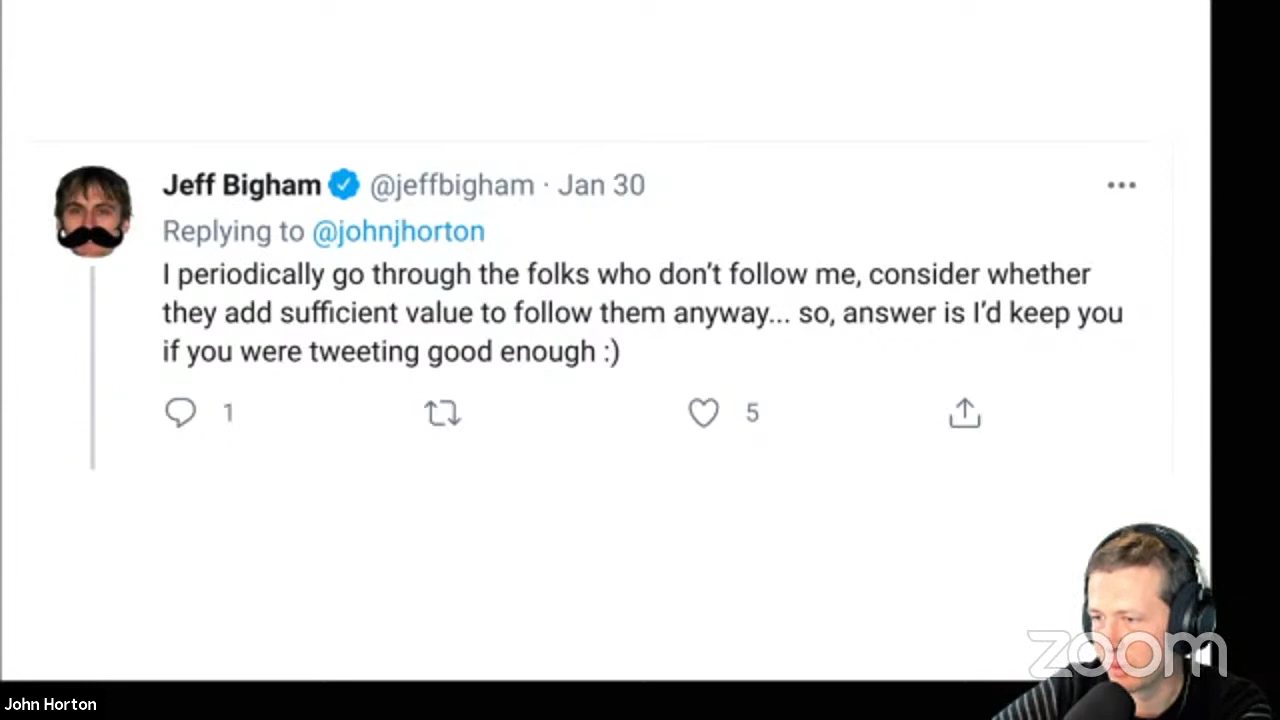 Jeff Bigham @jeffbigham · Jan 30
Replying to @johnjhorton
I periodically go through the folks who don’t follow me, consider whether
they add sufficient value to follow them anyway... so, answer is I’d keep you
if you were tweeting good enough :)
1 5
zoom
John Horton